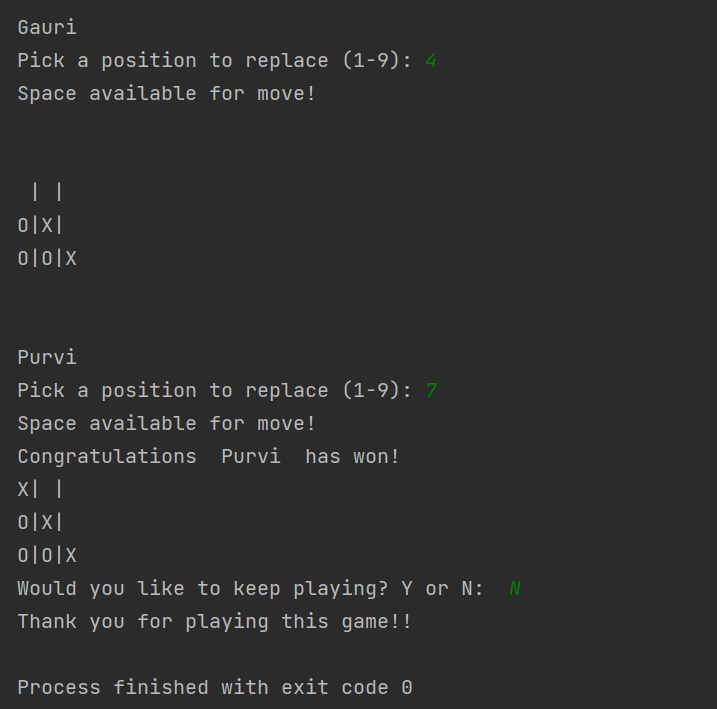 Gauri
Pick a position to replace (1-9): 4
Space available for move!
 | |
O|X|
O|O|X
Purvi
Pick a position to replace (1-9): 7
Space available for move!
Congratulations  Purvi  has won!
X| |
O|X|
O|O|X
Would you like to keep playing? Y or N:  N
Thank you for playing this game!!
Process finished with exit code 0